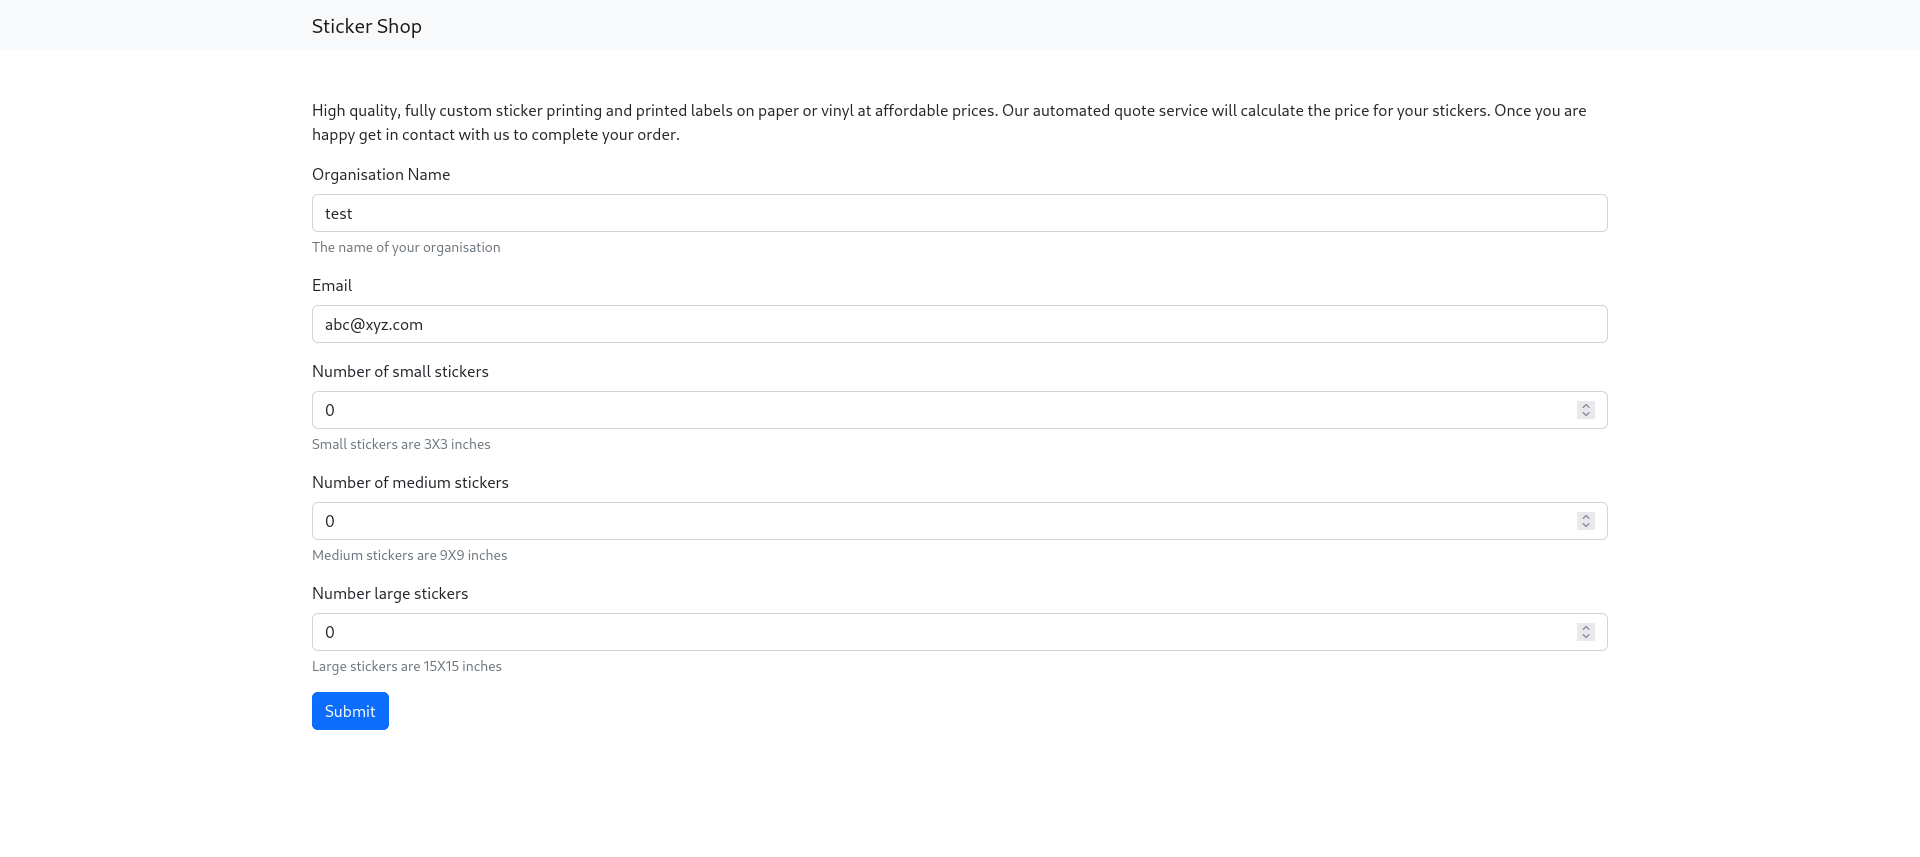 Sticker Shop
High quality, fully custom sticker printing and printed labels on paper or vinyl at affordable prices. Our automated quote service will calculate the price for your stickers. Once you are
happy get in contact with us to complete your order.
Organisation Name
test
The name of your organisation
Email
abc@xyz.com
Number of small stickers
0
Small stickers are 3X3 inches
Number of medium stickers
0
Medium stickers are 9X9 inches
Number large stickers
0
Large stickers are 15X15 inches
Submit